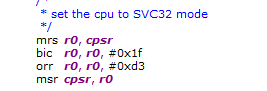 /*
* set the cpu to SVC32 mode
*/
mrs r0, cpsr
bic r0, r0, #0x1f
orr r0, r0, #0xd3
msr cpsr, r0